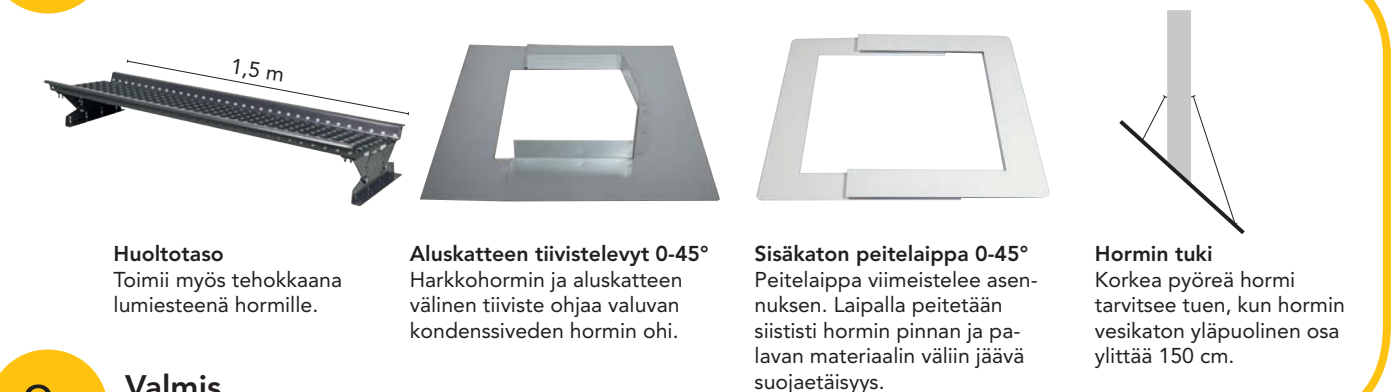 1,5 m
Huoltotaso
Toimii myös tehokkaana
lumiesteenä hormille.
Aluskatteen tiivistelevyt 0-45°
Harkkohormin ja aluskatteen
välinen tiiviste ohjaa valuvan
kondenssiveden hormin ohi.
Sisäkaton peitelaippa 0-45°
Peitelaippa viimeistelee asen-
nuksen. Laipalla peitetään
siististi hormin pinnan ja pa-
lavan materiaalin väliin jäävä
suojaetäisyys.
Hormin tuki
Korkea pyöreä hormi
tarvitsee tuen, kun hormin
vesikaton yläpuolinen osa
ylittää 150 cm.
Valmis